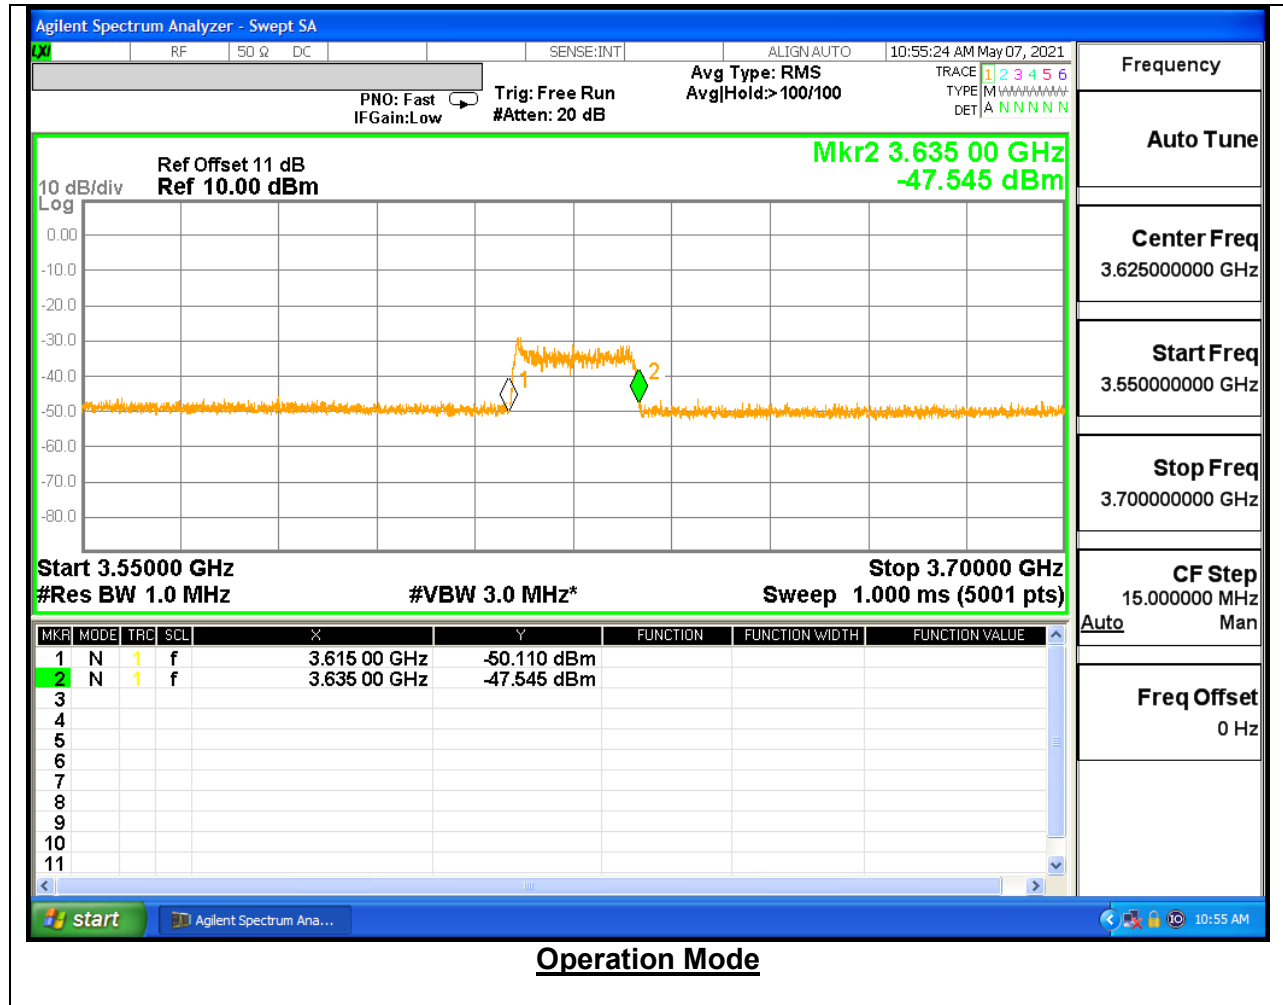 Agilent Spectrum Analyzer - Swept SA
LXI RF 50 Ω DC SENSE:INT ALIGN AUTO 10:55:24 AM May 07, 2021
PNO: Fast
IFGain:Low
Trig: Free Run
#Atten: 20 dB
Avg Type: RMS
Avg|Hold:>100/100
TRACE 1 2 3 4 5 6
TYPE M
DET A N N N N N
Mkr2 3.635 00 GHz
-47.545 dBm
Ref Offset 11 dB
10 dB/div Ref 10.00 dBm
Log
0.00
-10.0
-20.0
-30.0
-40.0
-50.0
-60.0
-70.0
-80.0
1
2
Start 3.55000 GHz Stop 3.70000 GHz
#Res BW 1.0 MHz #VBW 3.0 MHz* Sweep 1.000 ms (5001 pts)
MKR MODE TRC SCL X Y FUNCTION FUNCTION WIDTH FUNCTION VALUE
1 N 1 f 3.615 00 GHz -50.110 dBm
2 N 1 f 3.635 00 GHz -47.545 dBm
3
4
5
6
7
8
9
10
11
Frequency
Auto Tune
Center Freq
3.625000000 GHz
Start Freq
3.550000000 GHz
Stop Freq
3.700000000 GHz
CF Step
15.000000 MHz
Auto Man
Freq Offset
0 Hz
start Agilent Spectrum Ana... 10:55 AM
Operation Mode